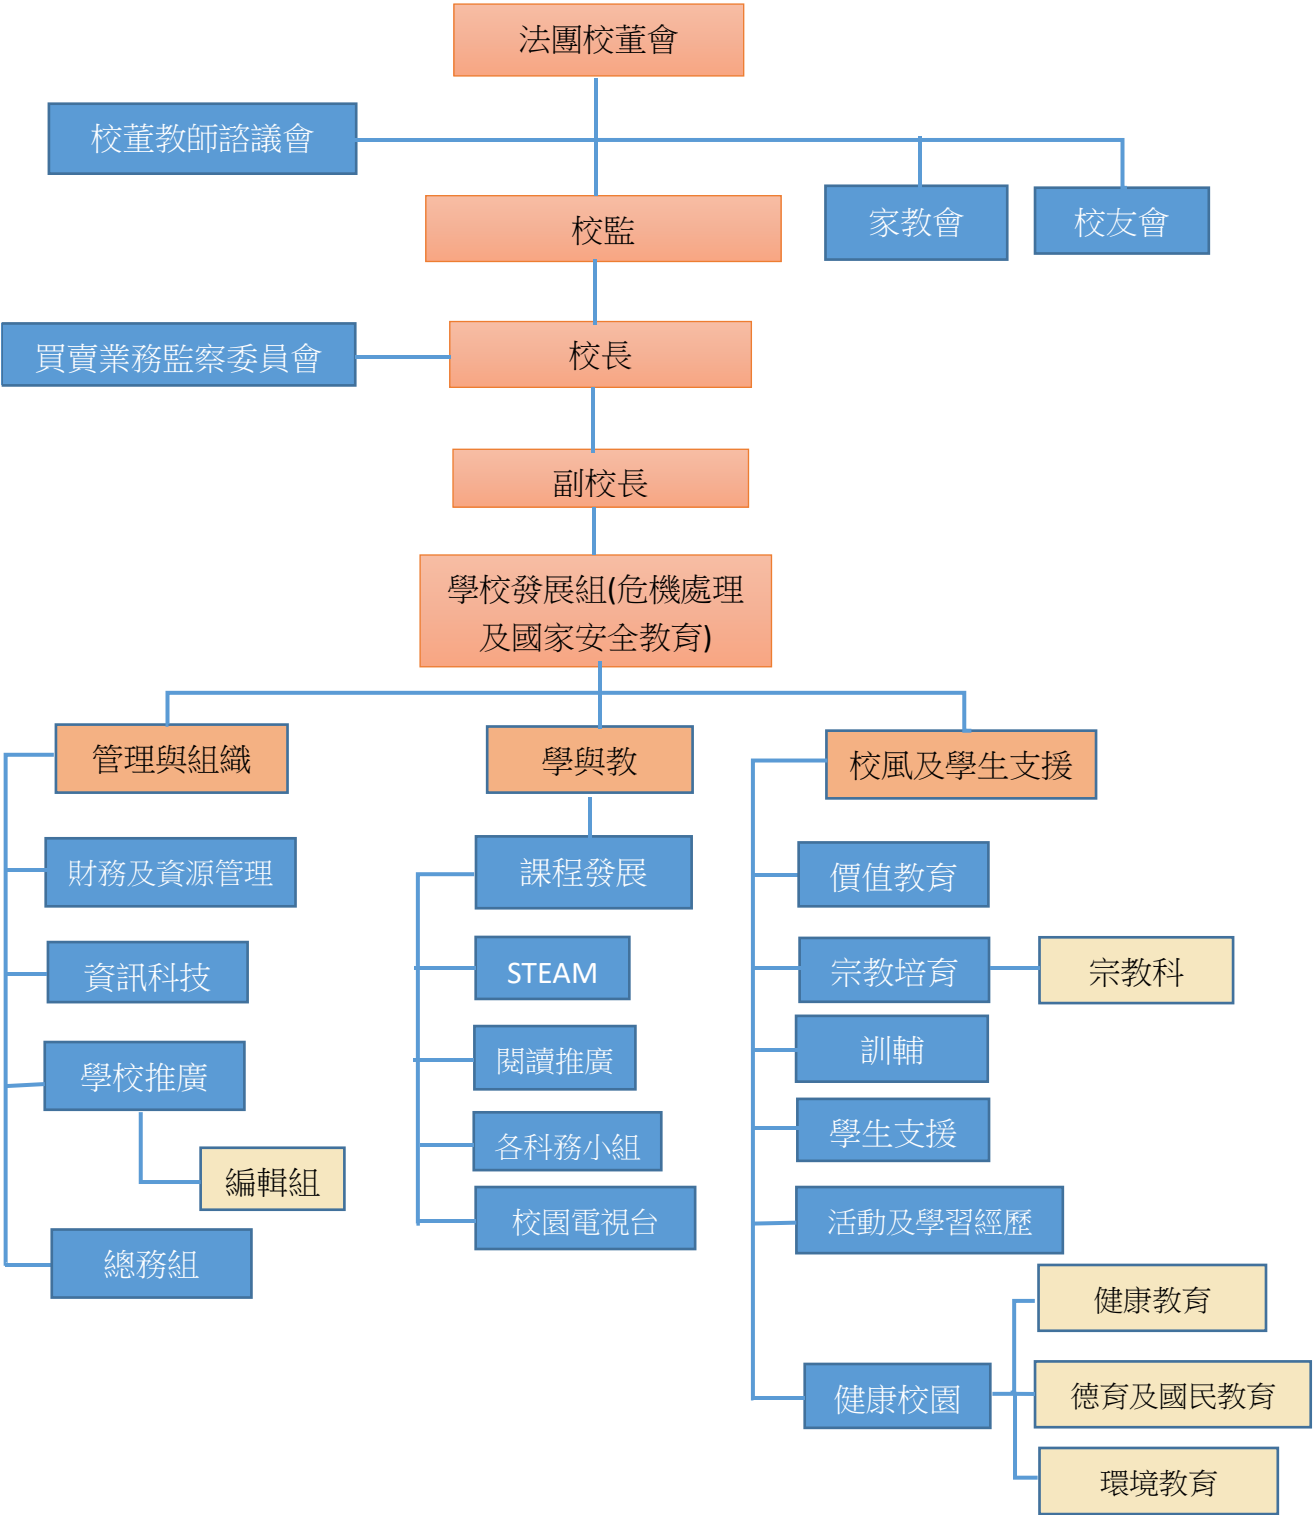 法團校董會
校董教師諮議會
校監
家教會
校友會
買賣業務監察委員會
校長
副校長
學校發展組(危機處理
及國家安全教育)
管理與組織
學與教
校風及學生支援
財務及資源管理
課程發展
價值教育
資訊科技
STEAM
宗教培育
宗教科
學校推廣
閱讀推廣
訓輔
編輯組
各科務小組
學生支援
總務組
校園電視台
活動及學習經歷
健康教育
健康校園
德育及國民教育
環境教育